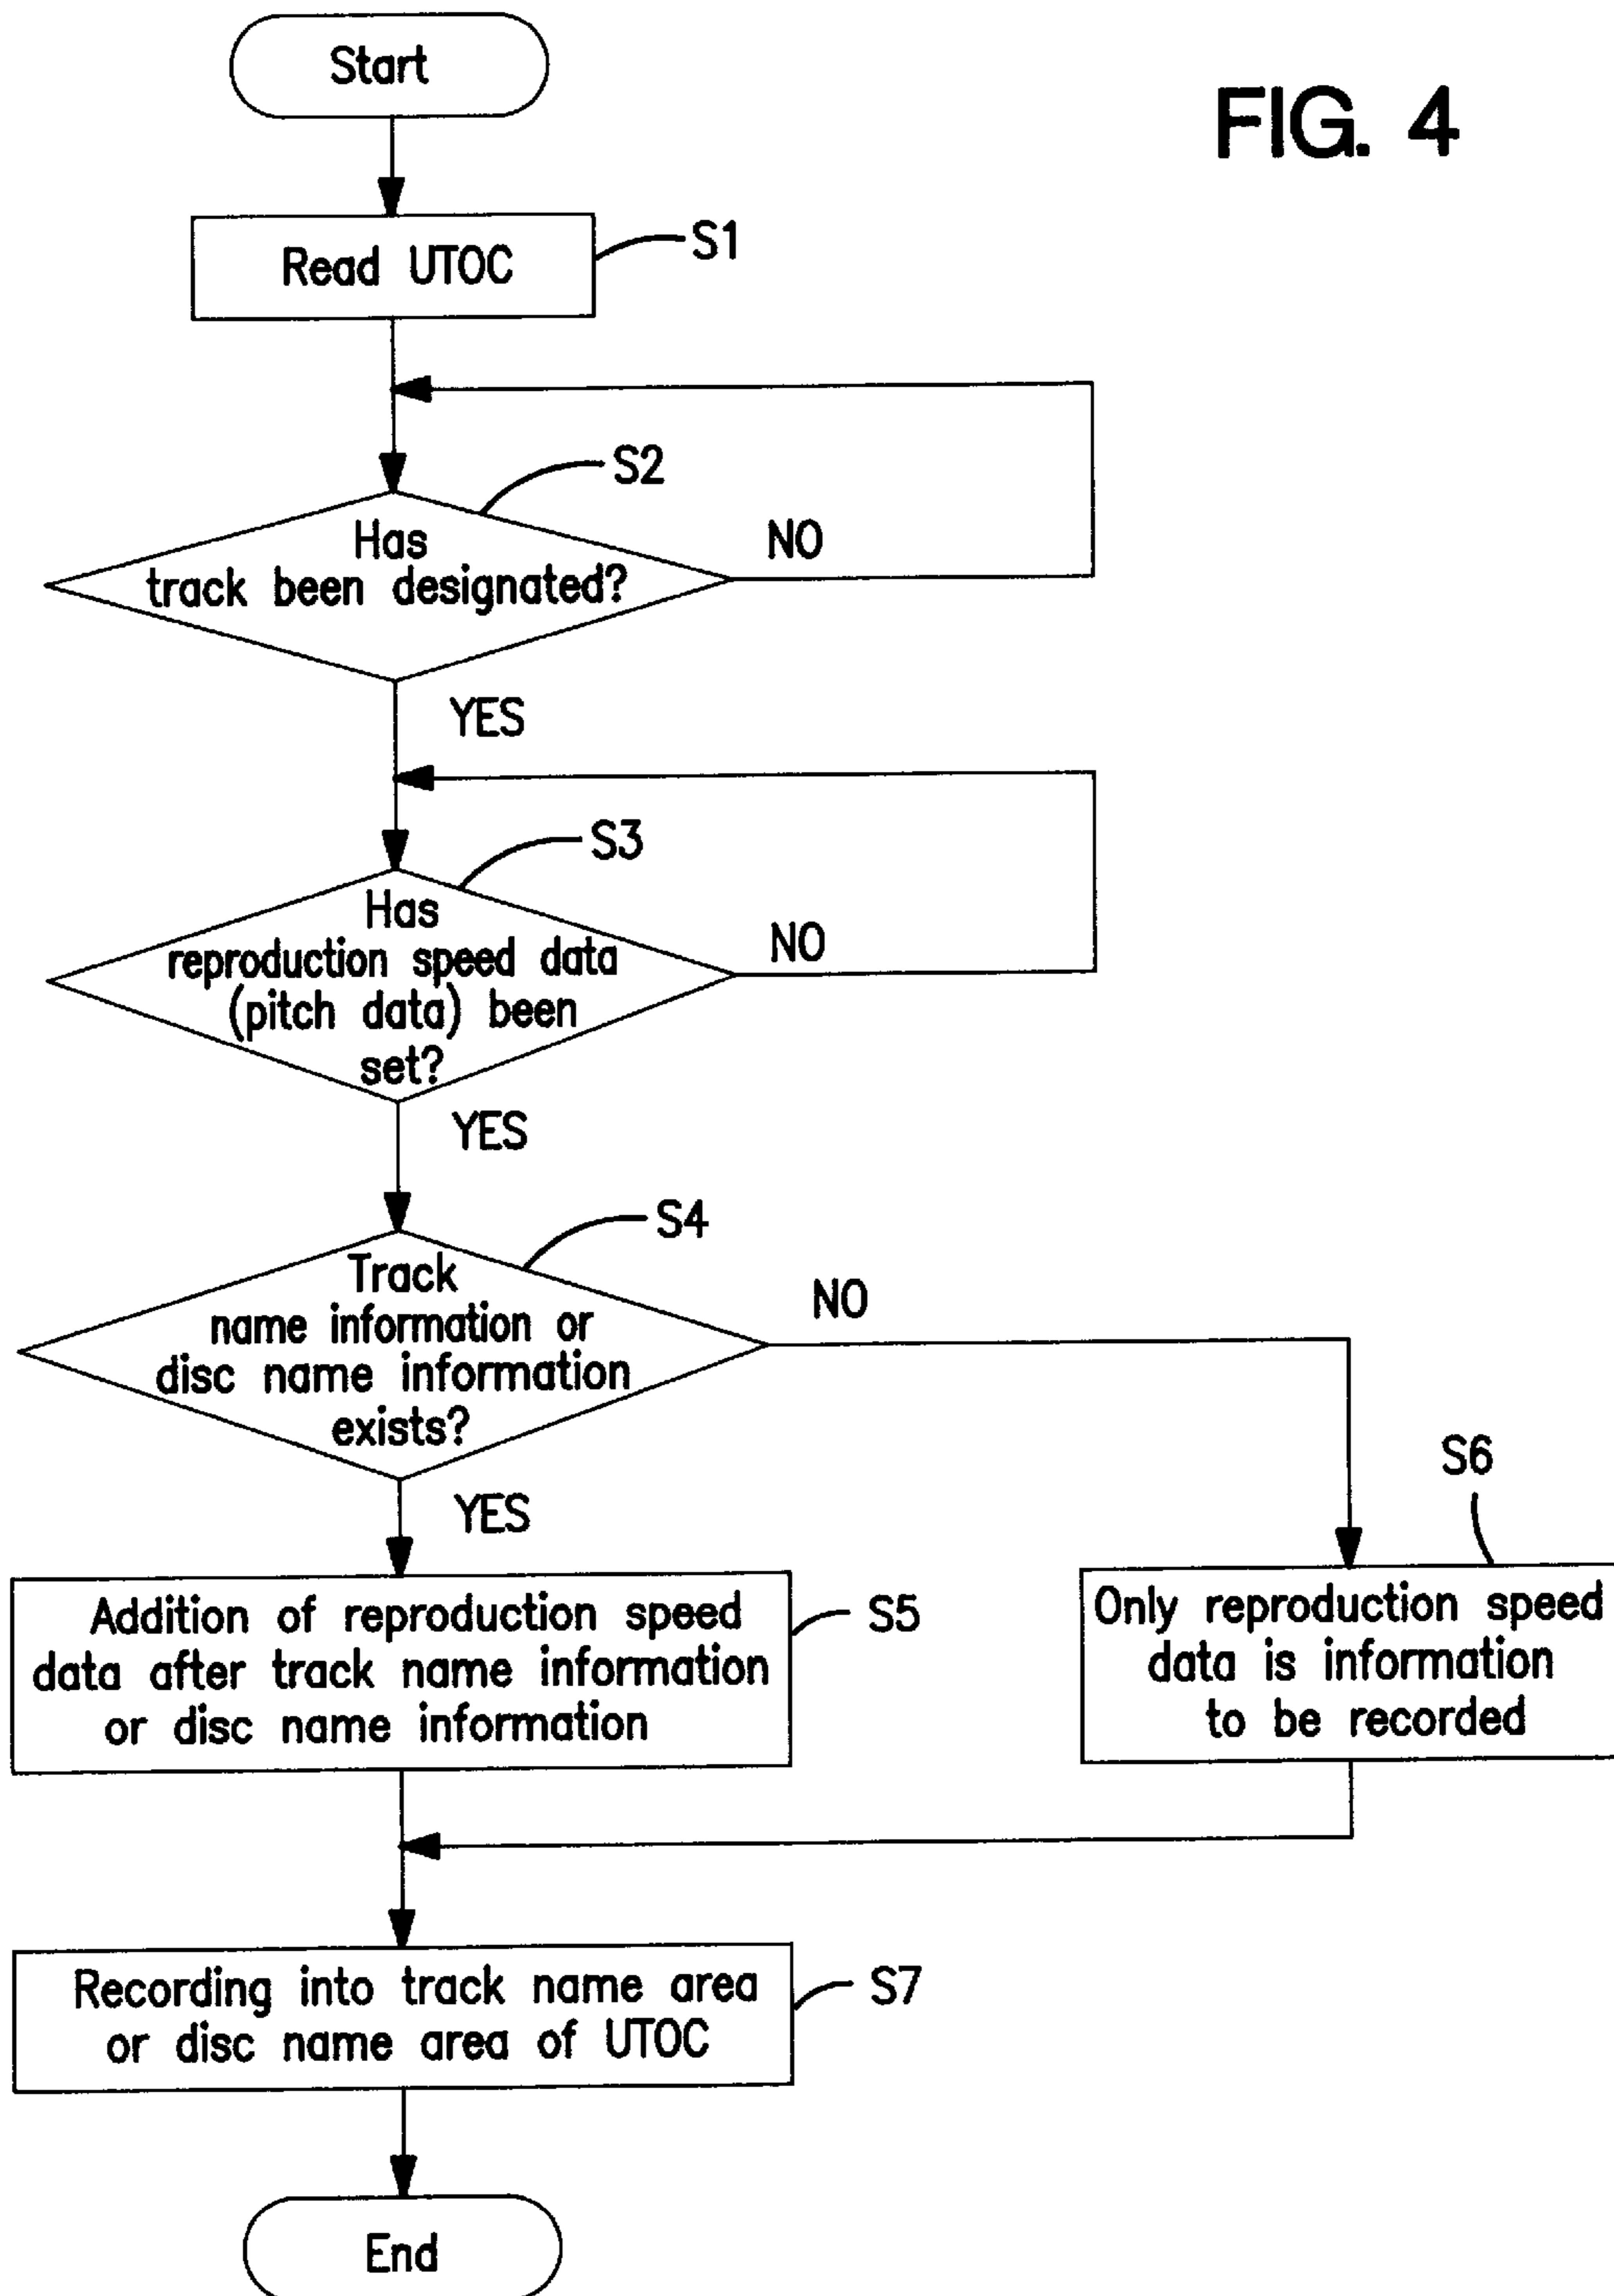 Start
FIG. 4
Read UTOC
S1
S2
Has
track been designated?
NO
YES
S3
Has
reproduction speed data
(pitch data) been
set?
NO
YES
S4
Track
name information or
disc name information
exists?
NO
YES
S6
Addition of reproduction speed
data after track name information
or disc name information
S5
Only reproduction speed
data is information
to be recorded
Recording into track name area
or disc name area of UTOC
S7
End